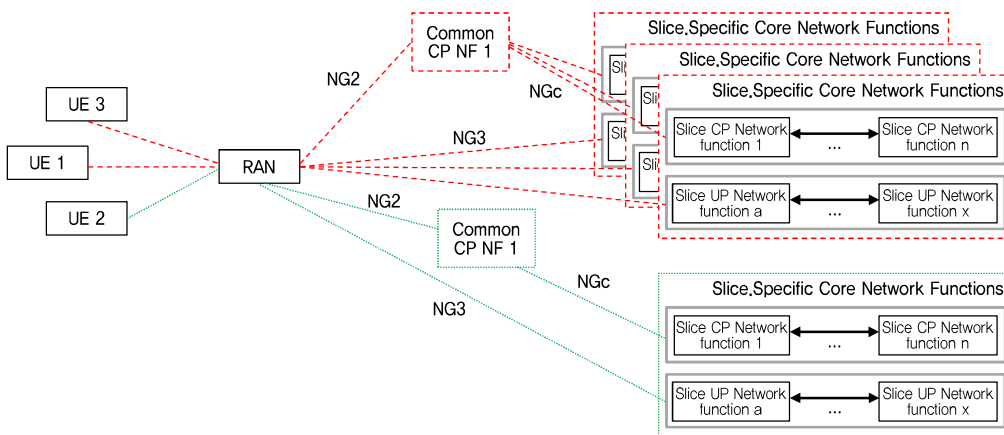 Common
CP NF 1
Slice.Specific Core Network Functions
Slice.Specific Core Network Functions
Slice.Specific Core Network Functions
NG2
NGc
UE 3
UE 1
UE 2
RAN
NG3
Slice CP Network
function 1
...
Slice CP Network
function n
Slice UP Network
function a
...
Slice UP Network
function x
NG2
Common
CP NF 1
NGc
NG3
Slice.Specific Core Network Functions
Slice CP Network
function 1
...
Slice CP Network
function n
Slice UP Network
function a
...
Slice UP Network
function x